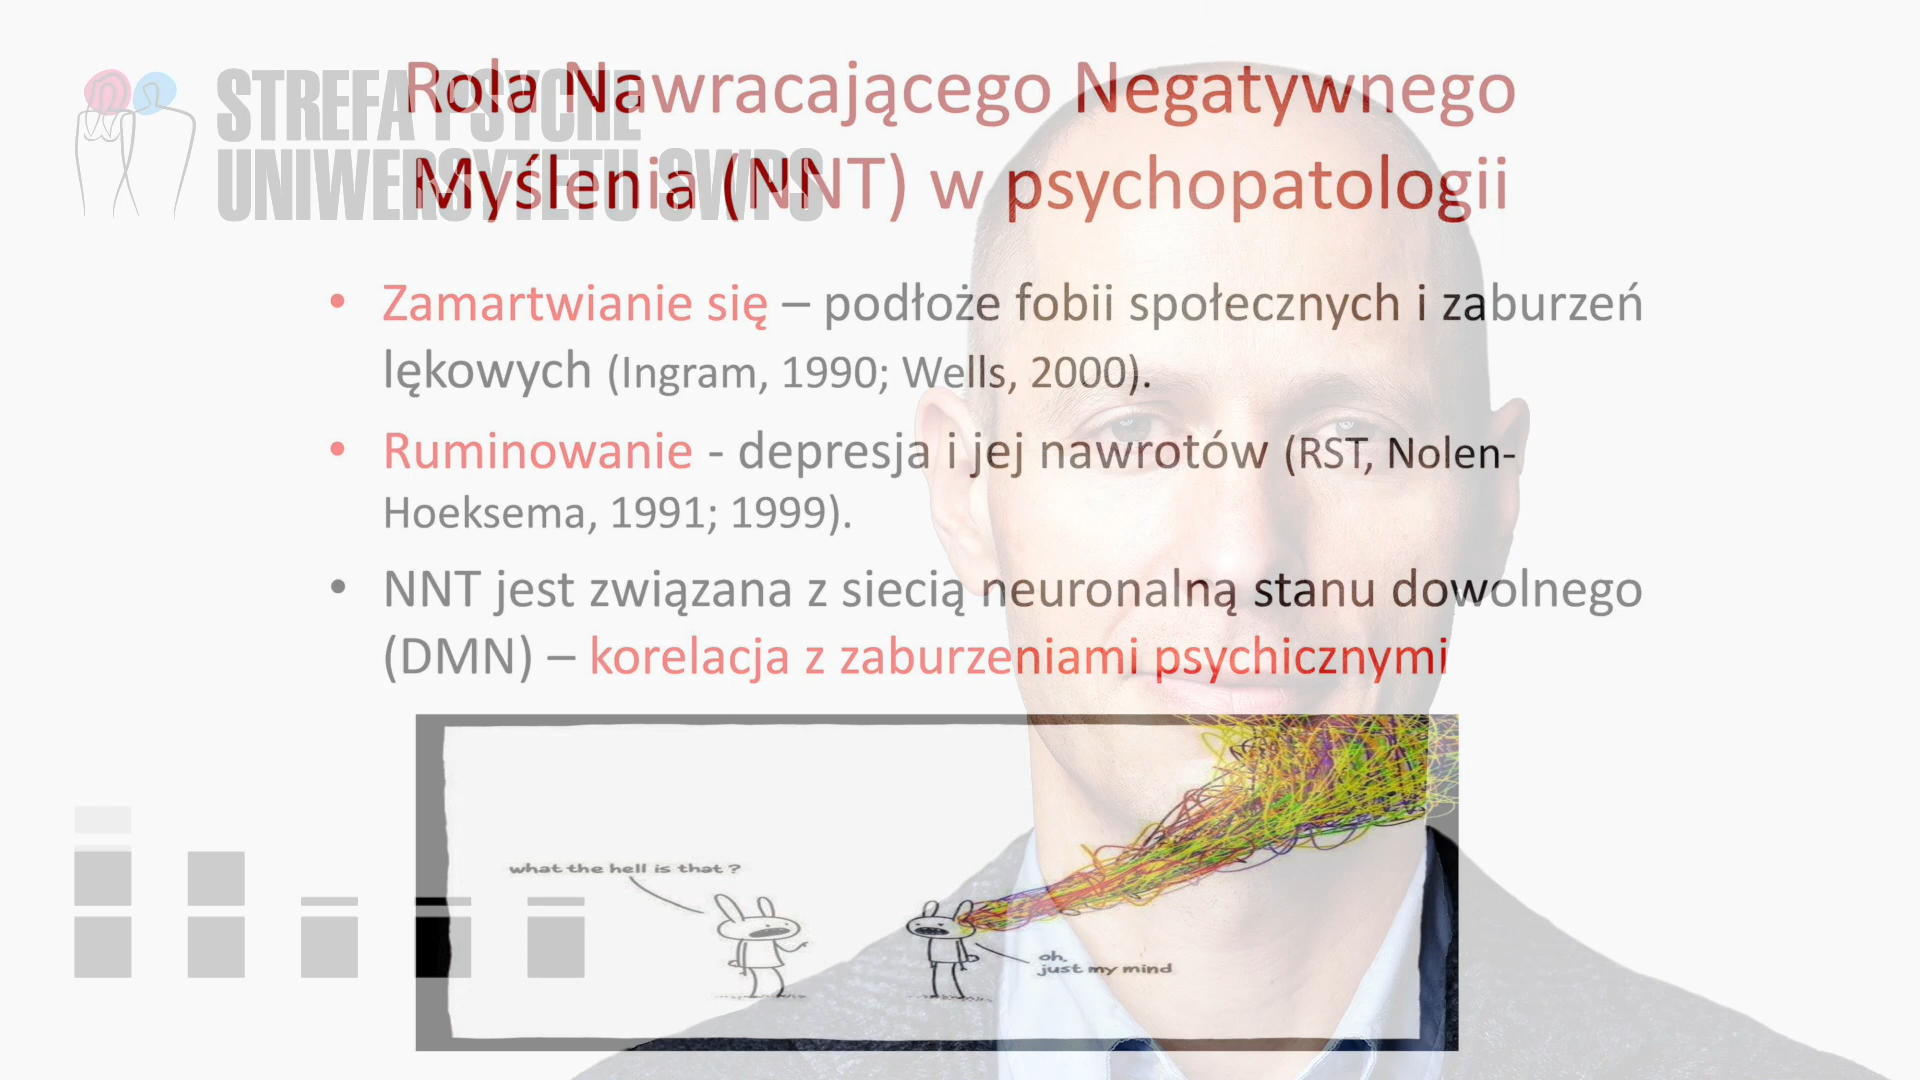 STREFA PSYCHE
UNIWERSYTETU SWPS
Rola Nawracającego Negatywnego
Myślenia (NNT) w psychopatologii
• Zamartwianie się – podłoże fobii społecznych i zaburzeń
lękowych (Ingram, 1990; Wells, 2000).
• Ruminowanie - depresja i jej nawrotów (RST, Nolen-
Hoeksema, 1991; 1999).
• NNT jest związana z siecią neuronalną stanu dowolnego
(DMN) – korelacja z zaburzeniami psychicznymi
what the hell is that ?
oh,
just my mind